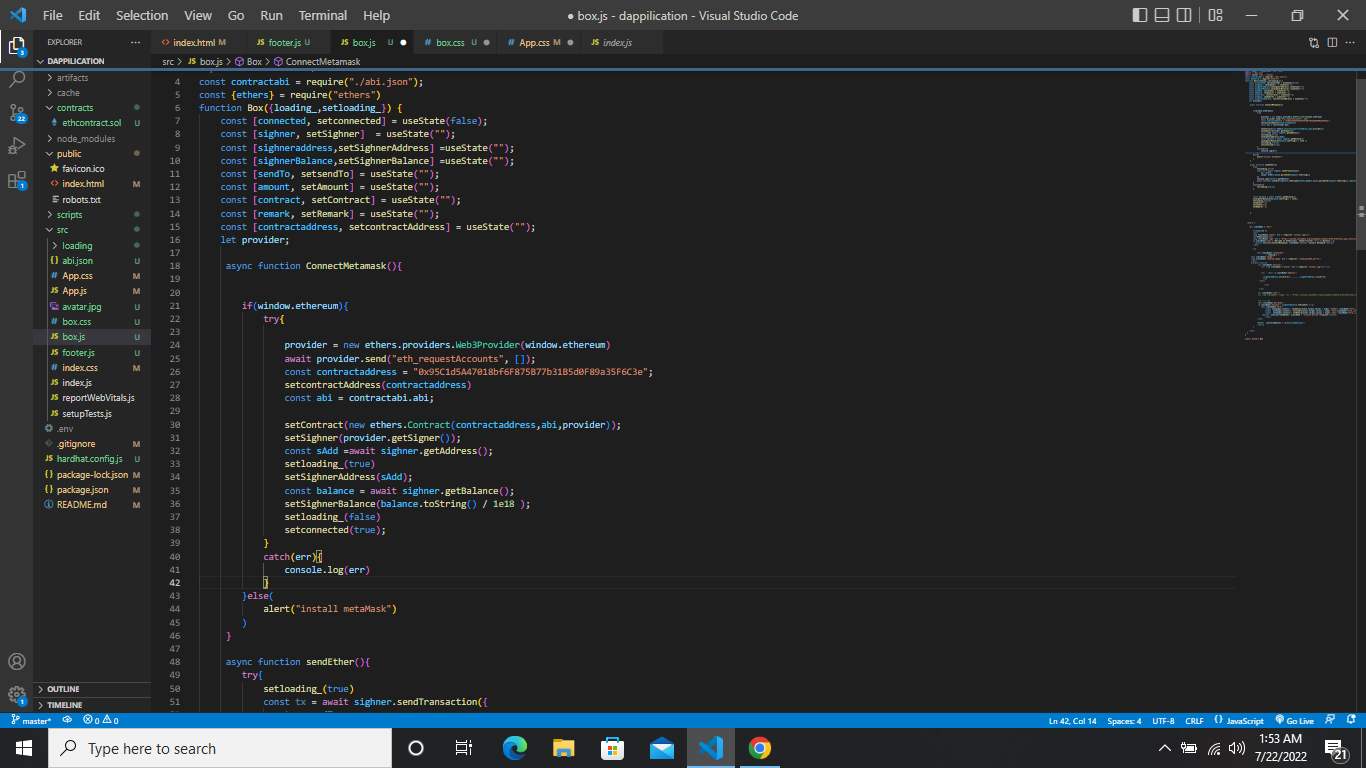 File Edit Selection View Go Run Terminal Help
● box.js - dappilication - Visual Studio Code
EXPLORER ···
DAPPILICATION
artifacts
cache
contracts
ethcontract.sol U
node_modules
public
favicon.ico
index.html M
robots.txt
scripts
src
loading
abi.json U
App.css M
App.js M
avatar.jpg U
box.css U
box.js U
footer.js U
index.css M
index.js
reportWebVitals.js
setupTests.js
.env
.gitignore M
hardhat.config.js U
package-lock.json M
package.json M
README.md M
OUTLINE
TIMELINE
3
22
1
1
index.html M footer.js U box.js U ● box.css U ● App.css M ● index.js
src > box.js > Box > ConnectMetamask
4 const contractabi = require("./abi.json");
5 const {ethers} = require("ethers")
6 function Box({loading_,setloading_}) {
7 const [connected, setconnected] = useState(false);
8 const [sighner, setSighner] = useState("");
9 const [sighneraddress,setSighnerAddress] =useState("");
10 const [sighnerBalance,setSighnerBalance] =useState("");
11 const [sendTo, setsendTo] = useState("");
12 const [amount, setAmount] = useState("");
13 const [contract, setContract] = useState("");
14 const [remark, setRemark] = useState("");
15 const [contractaddress, setcontractAddress] = useState("");
16 let provider;
17
18 async function ConnectMetamask(){
19
20
21 if(window.ethereum){
22 try{
23
24 provider = new ethers.providers.Web3Provider(window.ethereum)
25 await provider.send("eth_requestAccounts", []);
26 const contractaddress = "0x95C1d5A47018bf6F875B77b31B5d0F89a35F6C3e";
27 setcontractAddress(contractaddress)
28 const abi = contractabi.abi;
29
30 setContract(new ethers.Contract(contractaddress,abi,provider));
31 setSighner(provider.getSigner());
32 const sAdd =await sighner.getAddress();
33 setloading_(true)
34 setSighnerAddress(sAdd);
35 const balance = await sighner.getBalance();
36 setSighnerBalance(balance.toString() / 1e18 );
37 setloading_(false)
38 setconnected(true);
39 }
40 catch(err){
41 console.log(err)
42 }
43 }else(
44 alert("install metaMask")
45 )
46 }
47
48 async function sendEther(){
49 try{
50 setloading_(true)
51 const tx = await sighner.sendTransaction({
master* 0 0 Ln 42, Col 14 Spaces: 4 UTF-8 CRLF {} JavaScript Go Live
Type here to search
1:53 AM
7/22/2022
21